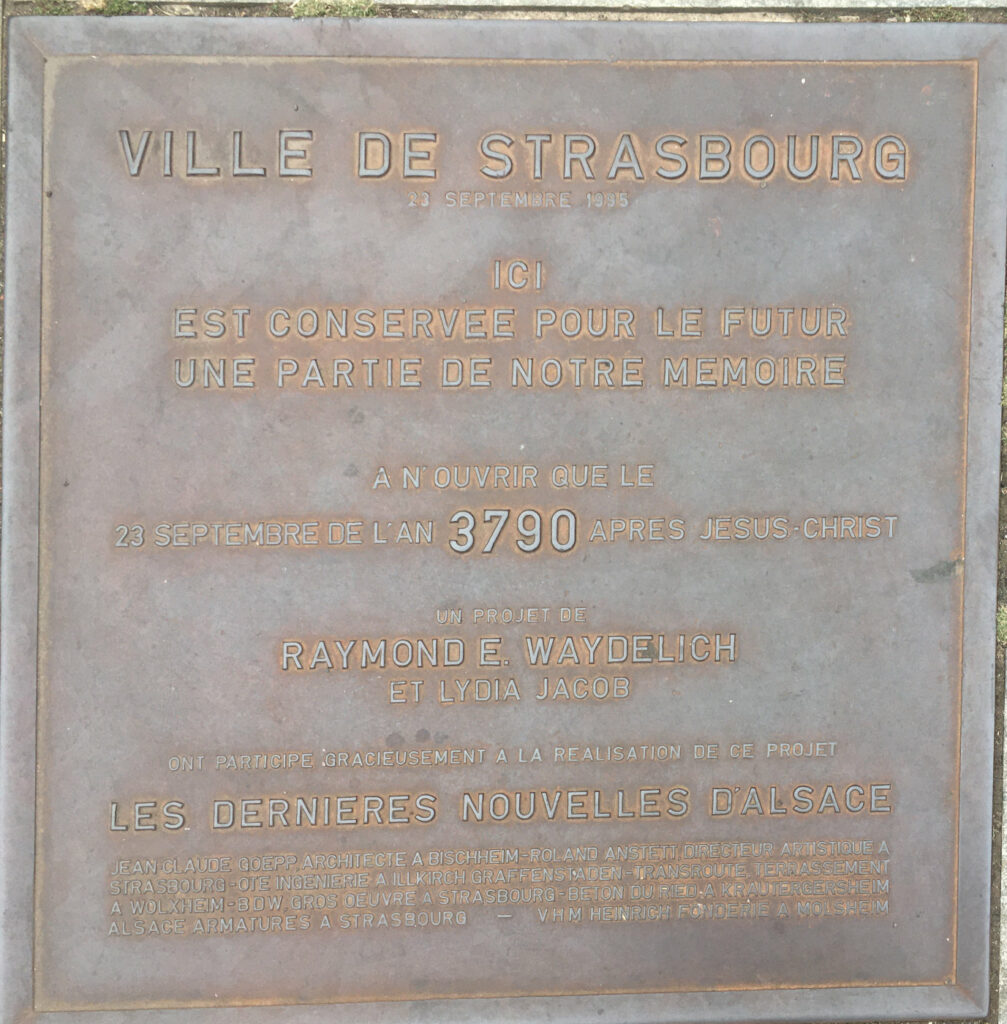 VILLE DE STRASBOURG
23 SEPTEMBRE 1995
ICI
EST CONSERVEE POUR LE FUTUR
UNE PARTIE DE NOTRE MEMOIRE
A N'OUVRIR QUE LE
23 SEPTEMBRE DE L'AN 3790 APRES JESUS-CHRIST
UN PROJET DE
RAYMOND E. WAYDELICH
ET LYDIA JACOB
ONT PARTICIPE GRACIEUSEMENT A LA REALISATION DE CE PROJET
LES DERNIERES NOUVELLES D'ALSACE
JEAN CLAUDE GOEPP, ARCHITECTE A BISCHHEIM-ROLAND ANSTETT DIRECTEUR ARTISTIQUE A
STRASBOURG-OTE INGENIERIE A ILLKIRCH GRAFFENSTADEN-TRANSROUTE, TERRASSEMENT
A WOLXHEIM-B.D.W. GROS OEUVRE A STRASBOURG-BETON DU RIED A KRAUTERGERSHEIM
ALSACE ARMATURES A STRASBOURG — V H M HEINRICH FONDERIE A MOLSHEIM